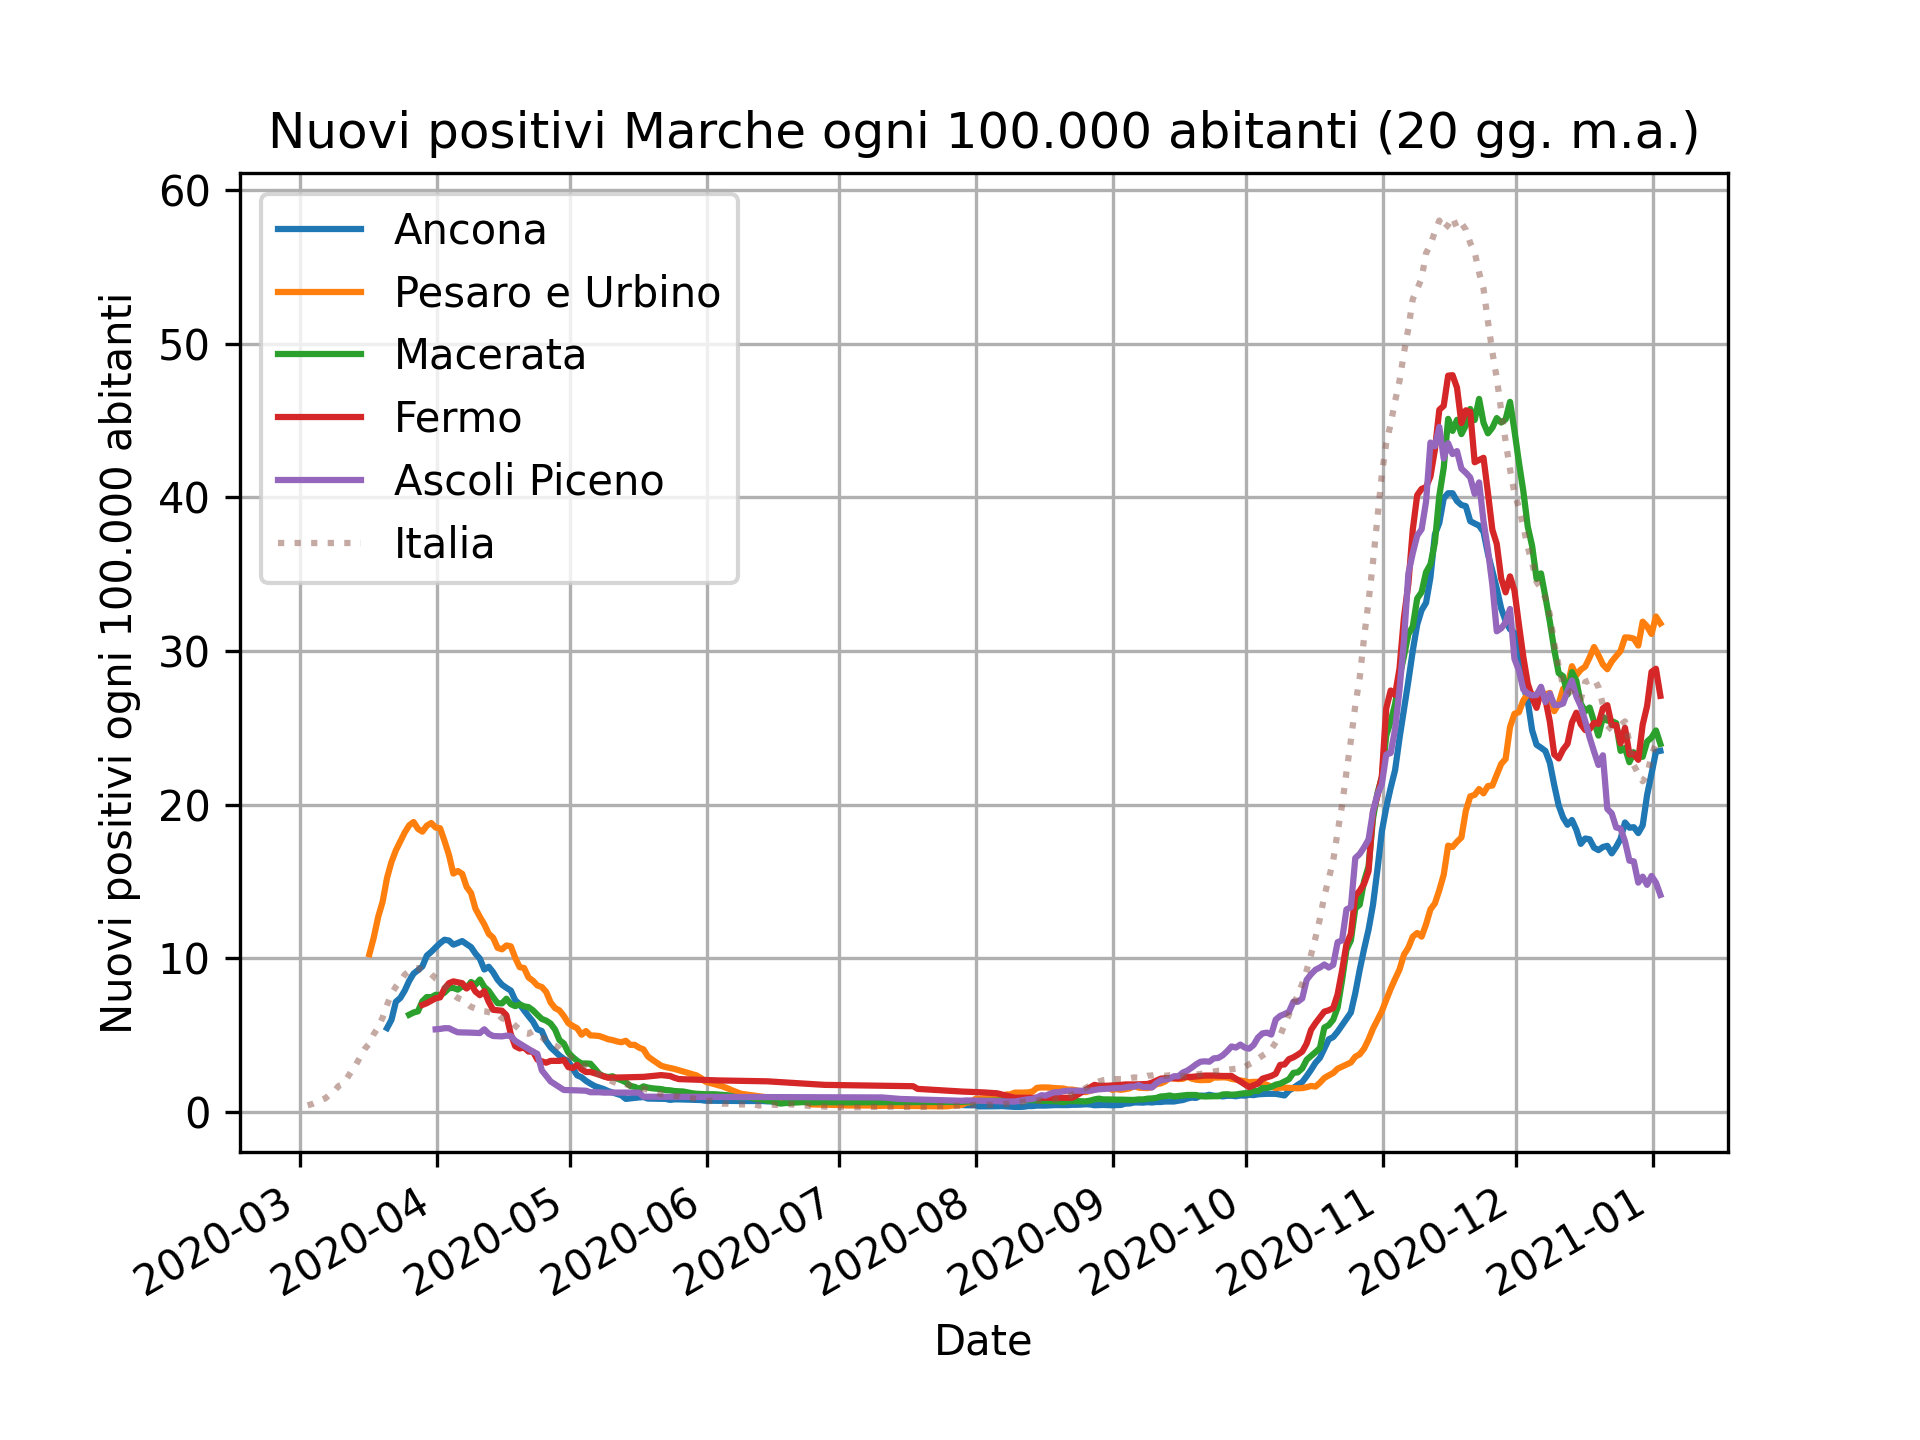 Nuovi positivi Marche ogni 100.000 abitanti (20 gg. m.a.)
Nuovi positivi ogni 100.000 abitanti
60
50
40
30
20
10
0
Ancona
Pesaro e Urbino
Macerata
Fermo
Ascoli Piceno
Italia
2020-03
2020-04
2020-05
2020-06
2020-07
2020-08
2020-09
2020-10
2020-11
2020-12
2021-01
Date